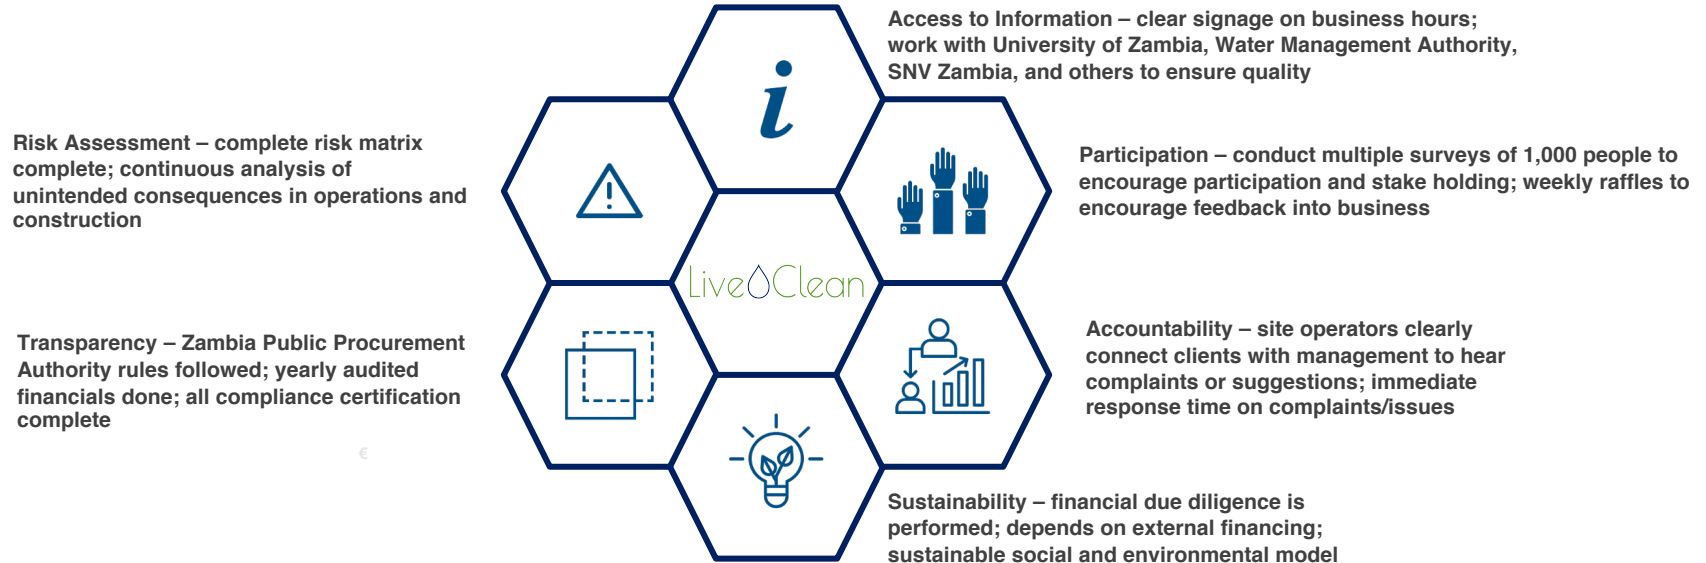 Access to Information – clear signage on business hours;
work with University of Zambia, Water Management Authority,
SNV Zambia, and others to ensure quality
Risk Assessment – complete risk matrix
complete; continuous analysis of
unintended consequences in operations and
construction
Participation – conduct multiple surveys of 1,000 people to
encourage participation and stake holding; weekly raffles to
encourage feedback into business
Live Clean
Transparency – Zambia Public Procurement
Authority rules followed; yearly audited
financials done; all compliance certification
complete
€
Accountability – site operators clearly
connect clients with management to hear
complaints or suggestions; immediate
response time on complaints/issues
Sustainability – financial due diligence is
performed; depends on external financing;
sustainable social and environmental model